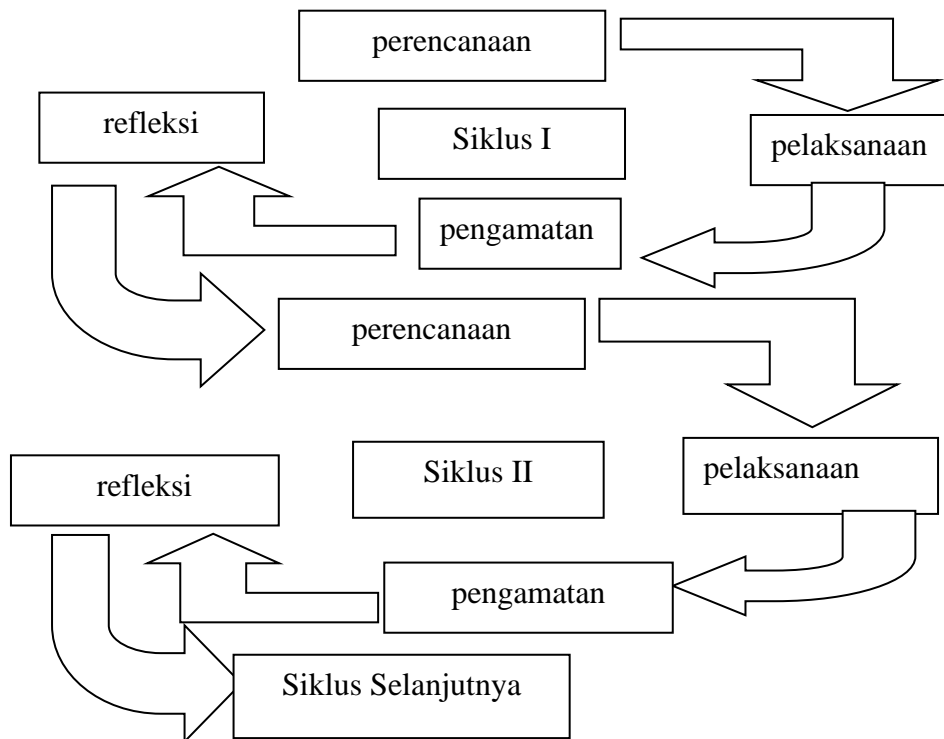 perencanaan
refleksi
Siklus I
pelaksanaan
pengamatan
perencanaan
refleksi
Siklus II
pelaksanaan
pengamatan
Siklus Selanjutnya